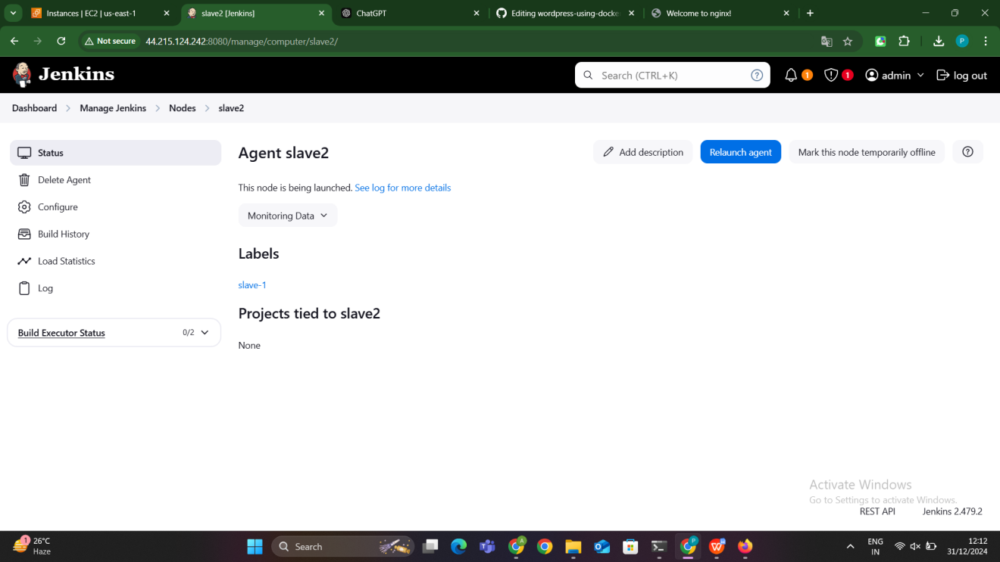 Instances | EC2 | us-east-1
slave2 [Jenkins]
ChatGPT
Editing wordpress-using-docke
Welcome to nginx!
Not secure
44.215.124.242:8080/manage/computer/slave2/
P
Jenkins
Search (CTRL+K)
?
1
1
admin
log out
Dashboard
Manage Jenkins
Nodes
slave2
Status
Delete Agent
Configure
Build History
Load Statistics
Log
Build Executor Status
0/2
Agent slave2
Add description
Relaunch agent
Mark this node temporarily offline
?
This node is being launched. See log for more details
Monitoring Data
Labels
slave-1
Projects tied to slave2
None
Activate Windows
Go to Settings to activate Windows.
REST API
Jenkins 2.479.2
1
26°C
Haze
Search
A
P
ENG
IN
12:12
31/12/2024